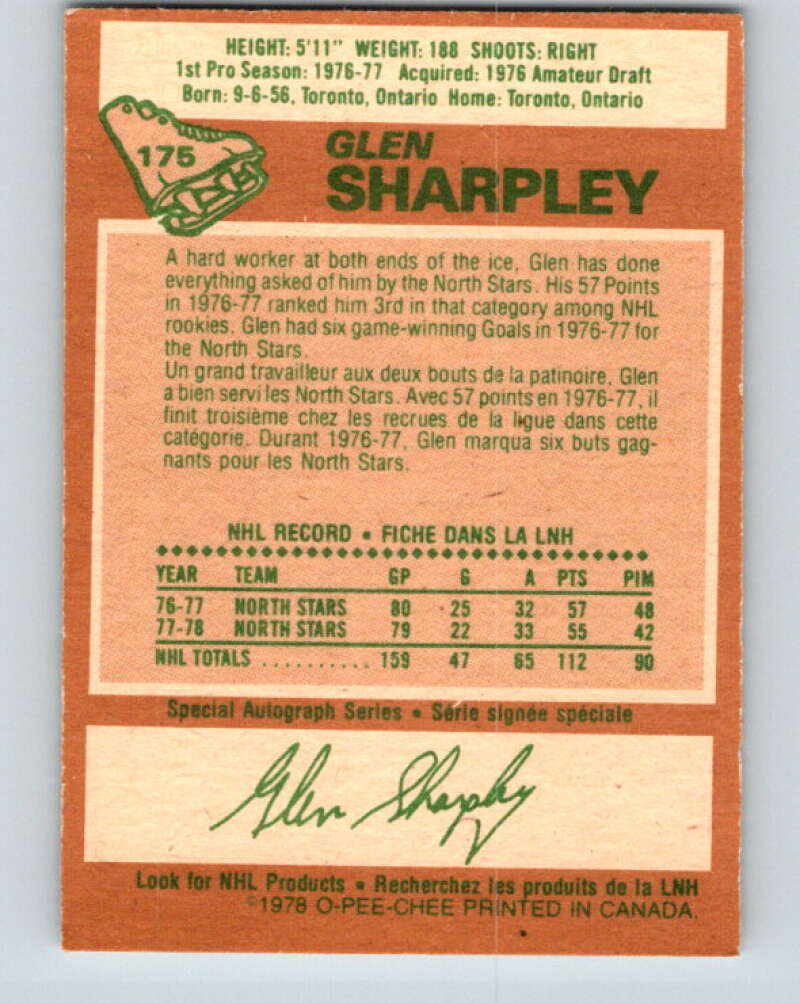 HEIGHT: 5'11" WEIGHT: 188 SHOOTS: RIGHT
1st Pro Season: 1976-77 Acquired: 1976 Amateur Draft
Born: 9-6-56, Toronto, Ontario Home: Toronto, Ontario
175
GLEN
SHARPLEY
A hard worker at both ends of the ice, Glen has done
everything asked of him by the North Stars. His 57 Points
in 1976-77 ranked him 3rd in that category among NHL
rookies. Glen had six game-winning Goals in 1976-77 for
the North Stars.
Un grand travailleur aux deux bouts de la patinoire, Glen
a bien servi les North Stars. Avec 57 points en 1976-77, il
finit troisième chez les recrues de la ligue dans cette
catégorie. Durant 1976-77, Glen marqua six buts gag-
nants pour les North Stars.
NHL RECORD • FICHE DANS LA LNH
YEAR TEAM GP G A PTS PIM
76-77 NORTH STARS 80 25 32 57 48
77-78 NORTH STARS 79 22 33 55 42
NHL TOTALS .......... 159 47 65 112 90
Special Autograph Series • Série signée spéciale
Glen Sharpley
Look for NHL Products • Recherchez les produits de la LNH
©1978 O-PEE-CHEE PRINTED IN CANADA.